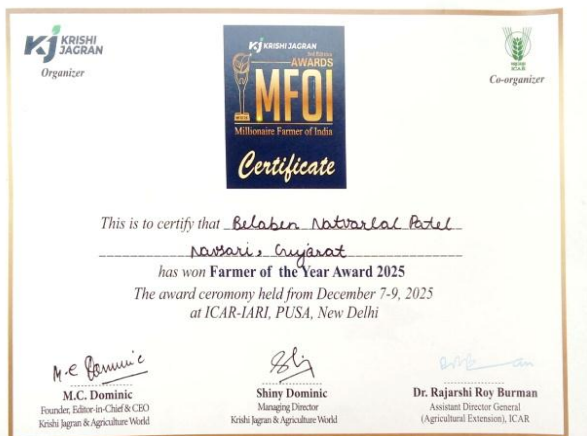 KJ KRISHI JAGRAN
Organizer
KJ KRISHI JAGRAN
AWARDS
MFOI
Millionaire Farmer of India
Certificate
ICAR
Co-organizer
This is to certify that Belaben Natvarlal Patel
Navsari, Gujarat
has won Farmer of the Year Award 2025
The award ceremony held from December 7-9, 2025
at ICAR-IARI, PUSA, New Delhi
M.C. Dominic
M.C. Dominic
Founder, Editor-in-Chief & CEO
Krishi Jagran & Agriculture World
Shiny Dominic
Managing Director
Krishi Jagran & Agriculture World
Dr. Rajarshi Roy Burman
Assistant Director General
(Agricultural Extension), ICAR